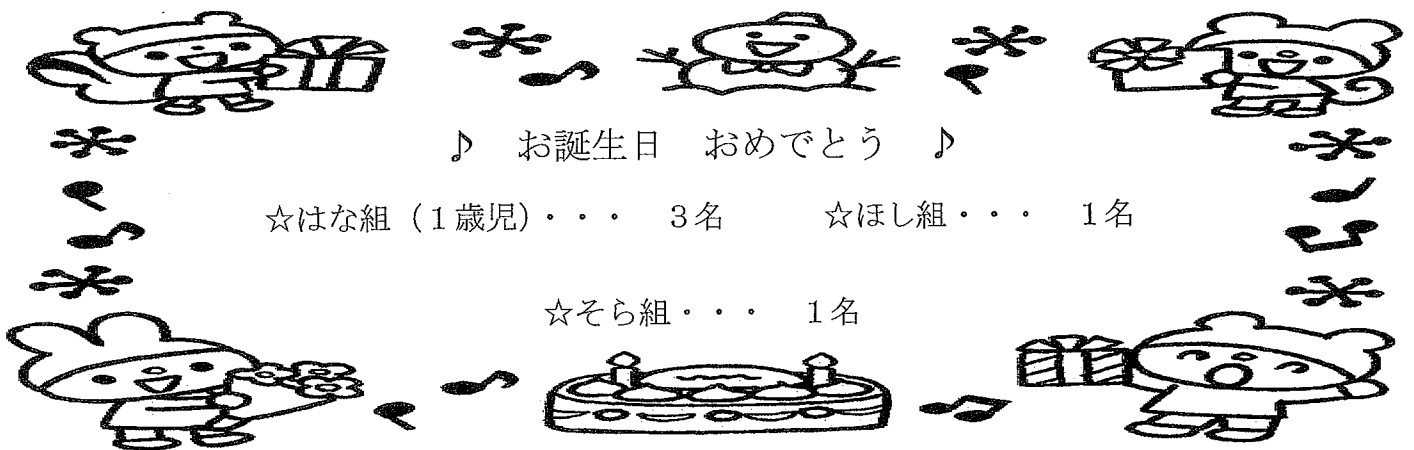 ♪ お誕生日 おめでとう ♪
☆はな組(1歳児)・・・ 3名 ☆ほし組・・・ 1名
☆そら組・・・ 1名